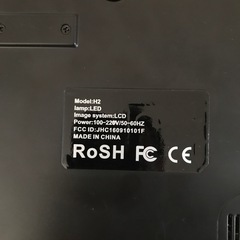 Model:H2
lamp:LED
Image system:LCD
Power:100-220V/50-60HZ
FCC ID:JHC160910101F
MADE IN CHINA
RoSH FC CE